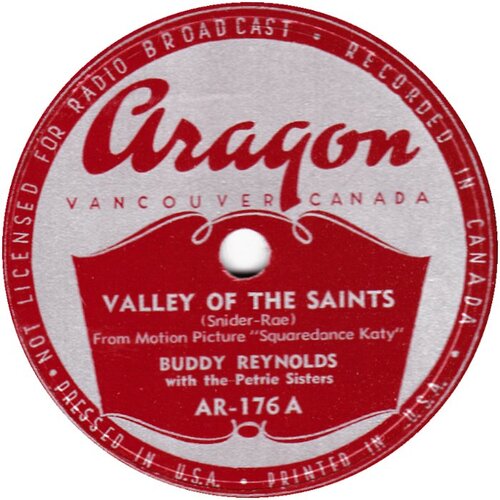 NOT LICENSED FOR RADIO BROADCAST • RECORDED IN CANADA
aragon
VANCOUVER CANADA
VALLEY OF THE SAINTS
(Snider-Rae)
From Motion Picture "Squaredance Katy"
BUDDY REYNOLDS
with the Petrie Sisters
AR-176 A
• PRESSED IN U.S.A. • PRINTED IN U.S.A.